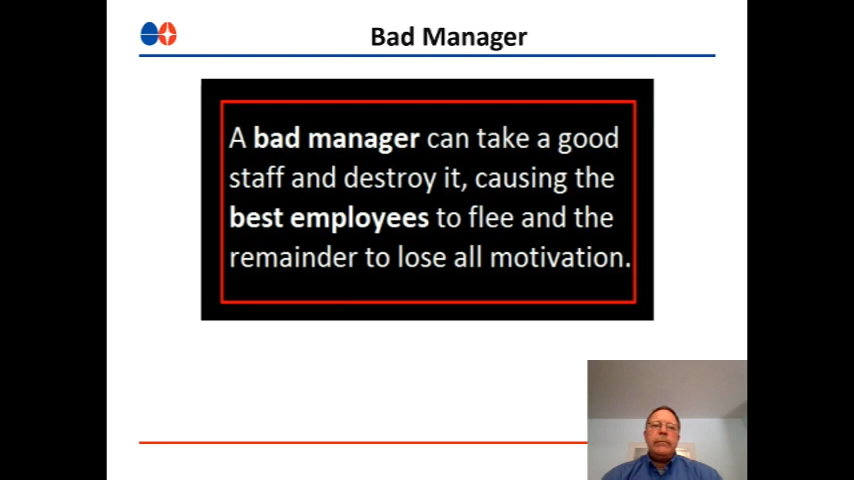 Bad Manager
A bad manager can take a good
staff and destroy it, causing the
best employees to flee and the
remainder to lose all motivation.